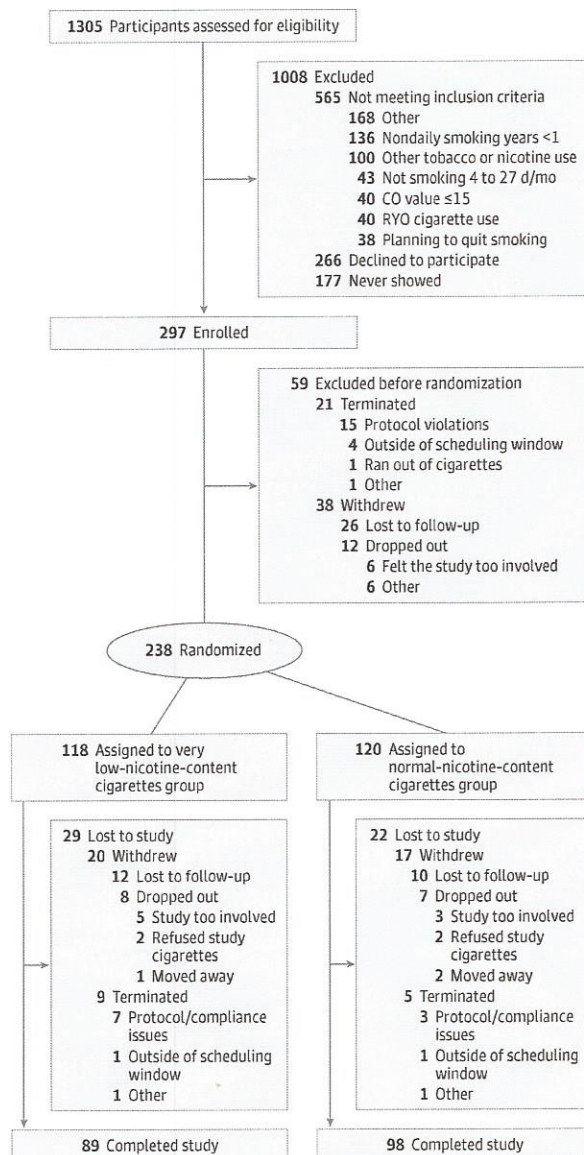 1305 Participants assessed for eligibility
1008 Excluded
565 Not meeting inclusion criteria
168 Other
136 Nondaily smoking years <1
100 Other tobacco or nicotine use
43 Not smoking 4 to 27 d/mo
40 CO value ≤15
40 RYO cigarette use
38 Planning to quit smoking
266 Declined to participate
177 Never showed
297 Enrolled
59 Excluded before randomization
21 Terminated
15 Protocol violations
4 Outside of scheduling window
1 Ran out of cigarettes
1 Other
38 Withdrew
26 Lost to follow-up
12 Dropped out
6 Felt the study too involved
6 Other
238 Randomized
118 Assigned to very
low-nicotine-content
cigarettes group
29 Lost to study
20 Withdrew
12 Lost to follow-up
8 Dropped out
5 Study too involved
2 Refused study
cigarettes
1 Moved away
9 Terminated
7 Protocol/compliance
issues
1 Outside of scheduling
window
1 Other
89 Completed study
120 Assigned to
normal-nicotine-content
cigarettes group
22 Lost to study
17 Withdrew
10 Lost to follow-up
7 Dropped out
3 Study too involved
2 Refused study
cigarettes
2 Moved away
5 Terminated
3 Protocol/compliance
issues
1 Outside of scheduling
window
1 Other
98 Completed study